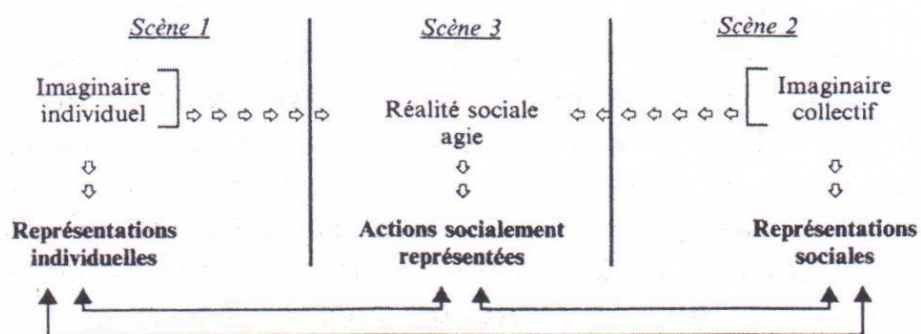 Scène 1
Scène 3
Scène 2
Imaginaire
individuel
Réalité sociale
agie
Imaginaire
collectif
Représentations
individuelles
Actions socialement
représentées
Représentations
sociales